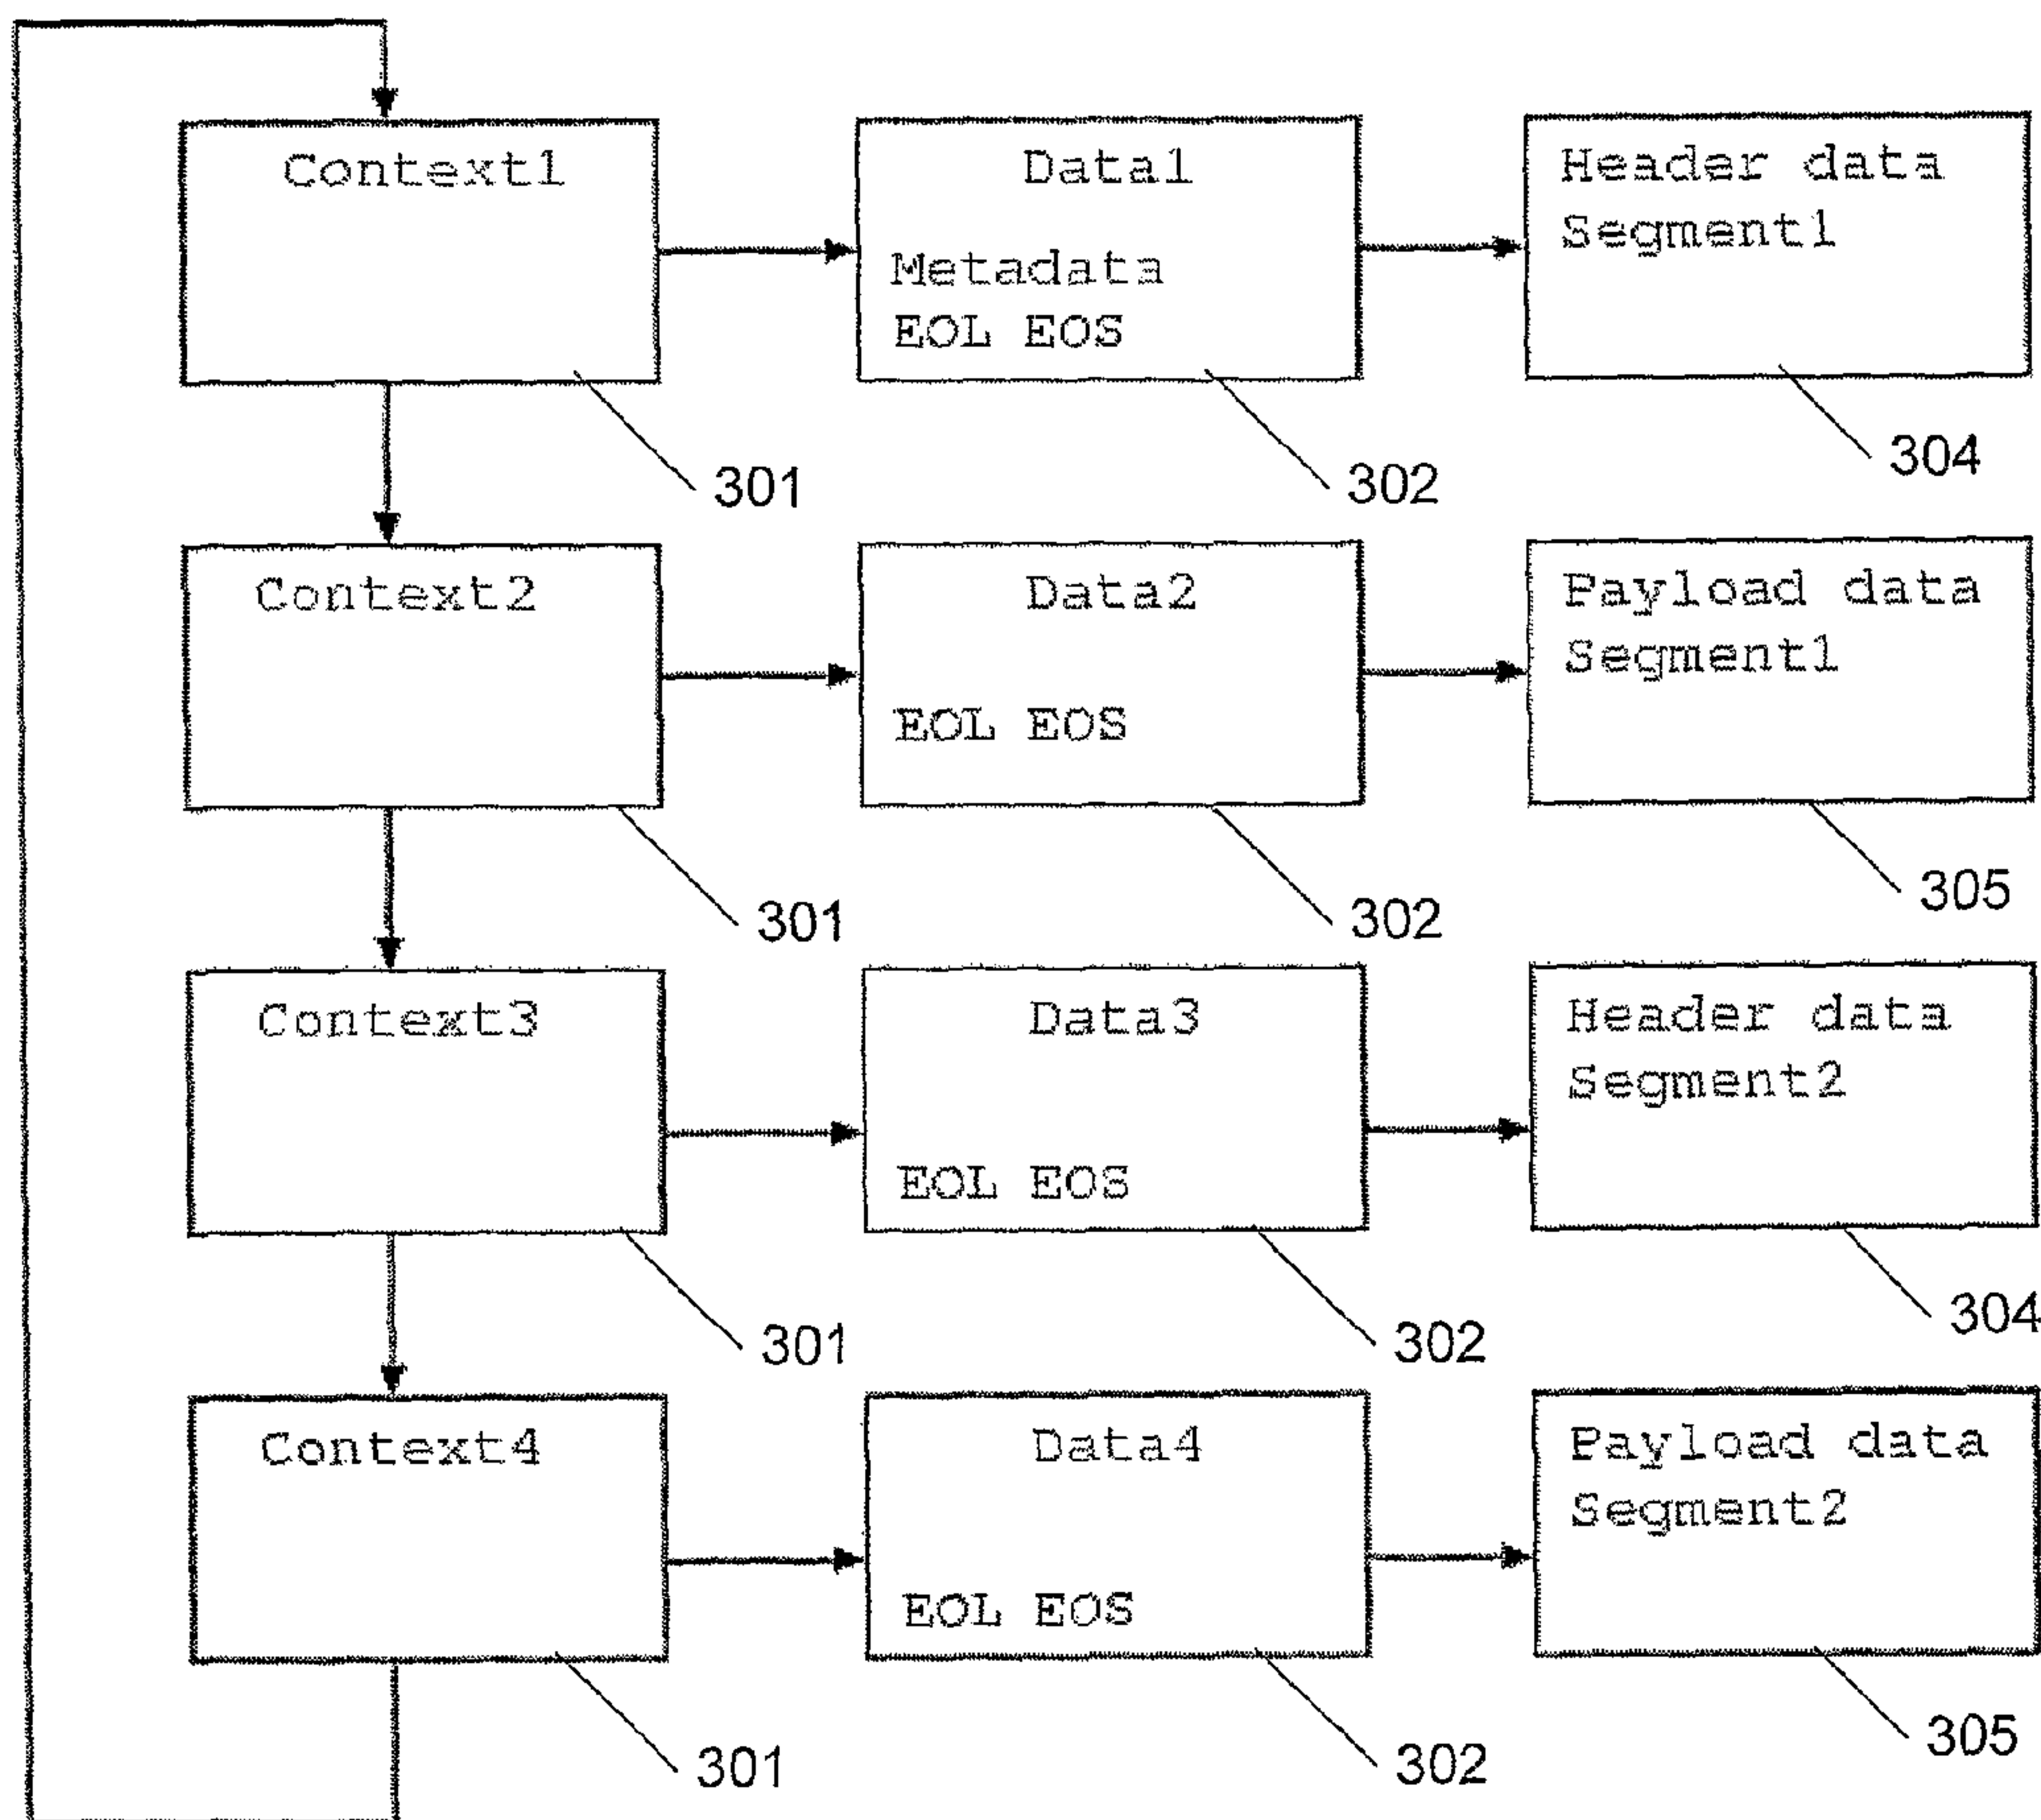 Context1
Data1
Metadata
EOL EOS
Header data
Segment1
301
302
304
Context2
Data2
EOL EOS
Payload data
Segment1
301
302
305
Context3
Data3
EOL EOS
Header data
Segment2
301
302
304
Context4
Data4
EOL EOS
Payload data
Segment2
301
302
305